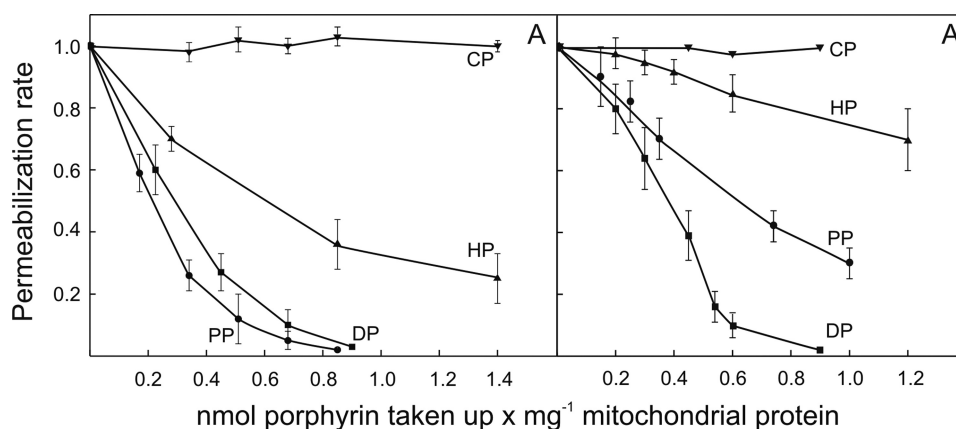 A
A
CP
CP
1.0
HP
0.8
Permeabilization rate
0.6
0.4
PP
HP
0.2
PP
DP
DP
0.2 0.4 0.6 0.8 1.0 1.2 1.4
0.2 0.4 0.6 0.8 1.0 1.2
nmol porphyrin taken up x mg⁻¹ mitochondrial protein